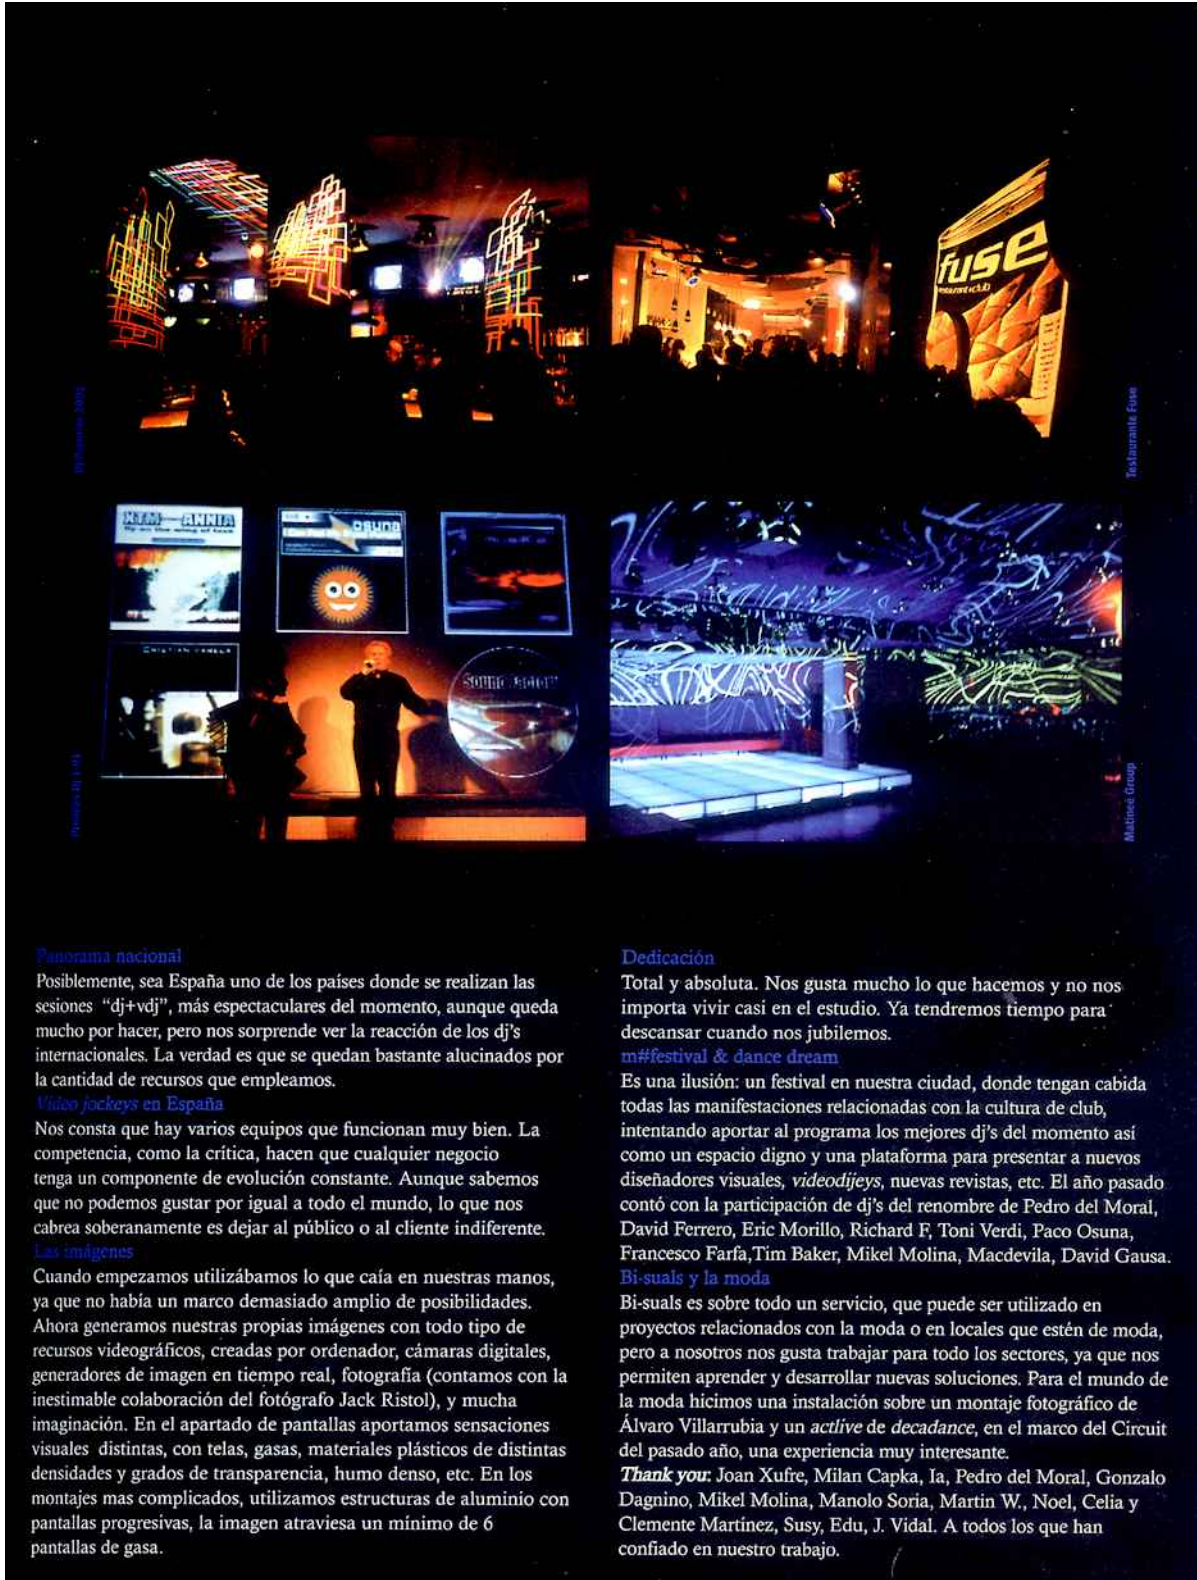 fuse
restaurant+club
Testaurante Fuse
XTM ANNIA
fly on the wing of love
osuna
CRISTIAN VARELA
Sound Factory
Matineé Group
Panorama nacional
Posiblemente, sea España uno de los países donde se realizan las
sesiones “dj+vdj”, más espectaculares del momento, aunque queda
mucho por hacer, pero nos sorprende ver la reacción de los dj's
internacionales. La verdad es que se quedan bastante alucinados por
la cantidad de recursos que empleamos.
Video jockeys en España
Nos consta que hay varios equipos que funcionan muy bien. La
competencia, como la crítica, hacen que cualquier negocio
tenga un componente de evolución constante. Aunque sabemos
que no podemos gustar por igual a todo el mundo, lo que nos
cabrea soberanamente es dejar al público o al cliente indiferente.
Las imágenes
Cuando empezamos utilizábamos lo que caía en nuestras manos,
ya que no había un marco demasiado amplio de posibilidades.
Ahora generamos nuestras propias imágenes con todo tipo de
recursos videográficos, creadas por ordenador, cámaras digitales,
generadores de imagen en tiempo real, fotografía (contamos con la
inestimable colaboración del fotógrafo Jack Ristol), y mucha
imaginación. En el apartado de pantallas aportamos sensaciones
visuales distintas, con telas, gasas, materiales plásticos de distintas
densidades y grados de transparencia, humo denso, etc. En los
montajes mas complicados, utilizamos estructuras de aluminio con
pantallas progresivas, la imagen atraviesa un mínimo de 6
pantallas de gasa.
Dedicación
Total y absoluta. Nos gusta mucho lo que hacemos y no nos
importa vivir casi en el estudio. Ya tendremos tiempo para
descansar cuando nos jubilemos.
m#festival & dance dream
Es una ilusión: un festival en nuestra ciudad, donde tengan cabida
todas las manifestaciones relacionadas con la cultura de club,
intentando aportar al programa los mejores dj's del momento así
como un espacio digno y una plataforma para presentar a nuevos
diseñadores visuales, videodijeys, nuevas revistas, etc. El año pasado
contó con la participación de dj's del renombre de Pedro del Moral,
David Ferrero, Eric Morillo, Richard F, Toni Verdi, Paco Osuna,
Francesco Farfa,Tim Baker, Mikel Molina, Macdevila, David Gausa.
Bi-suals y la moda
Bi-suals es sobre todo un servicio, que puede ser utilizado en
proyectos relacionados con la moda o en locales que estén de moda,
pero a nosotros nos gusta trabajar para todo los sectores, ya que nos
permiten aprender y desarrollar nuevas soluciones. Para el mundo de
la moda hicimos una instalación sobre un montaje fotográfico de
Álvaro Villarrubia y un actlive de decadance, en el marco del Circuit
del pasado año, una experiencia muy interesante.
Thank you: Joan Xufre, Milan Capka, Ia, Pedro del Moral, Gonzalo
Dagnino, Mikel Molina, Manolo Soria, Martin W., Noel, Celia y
Clemente Martínez, Susy, Edu, J. Vidal. A todos los que han
confiado en nuestro trabajo.